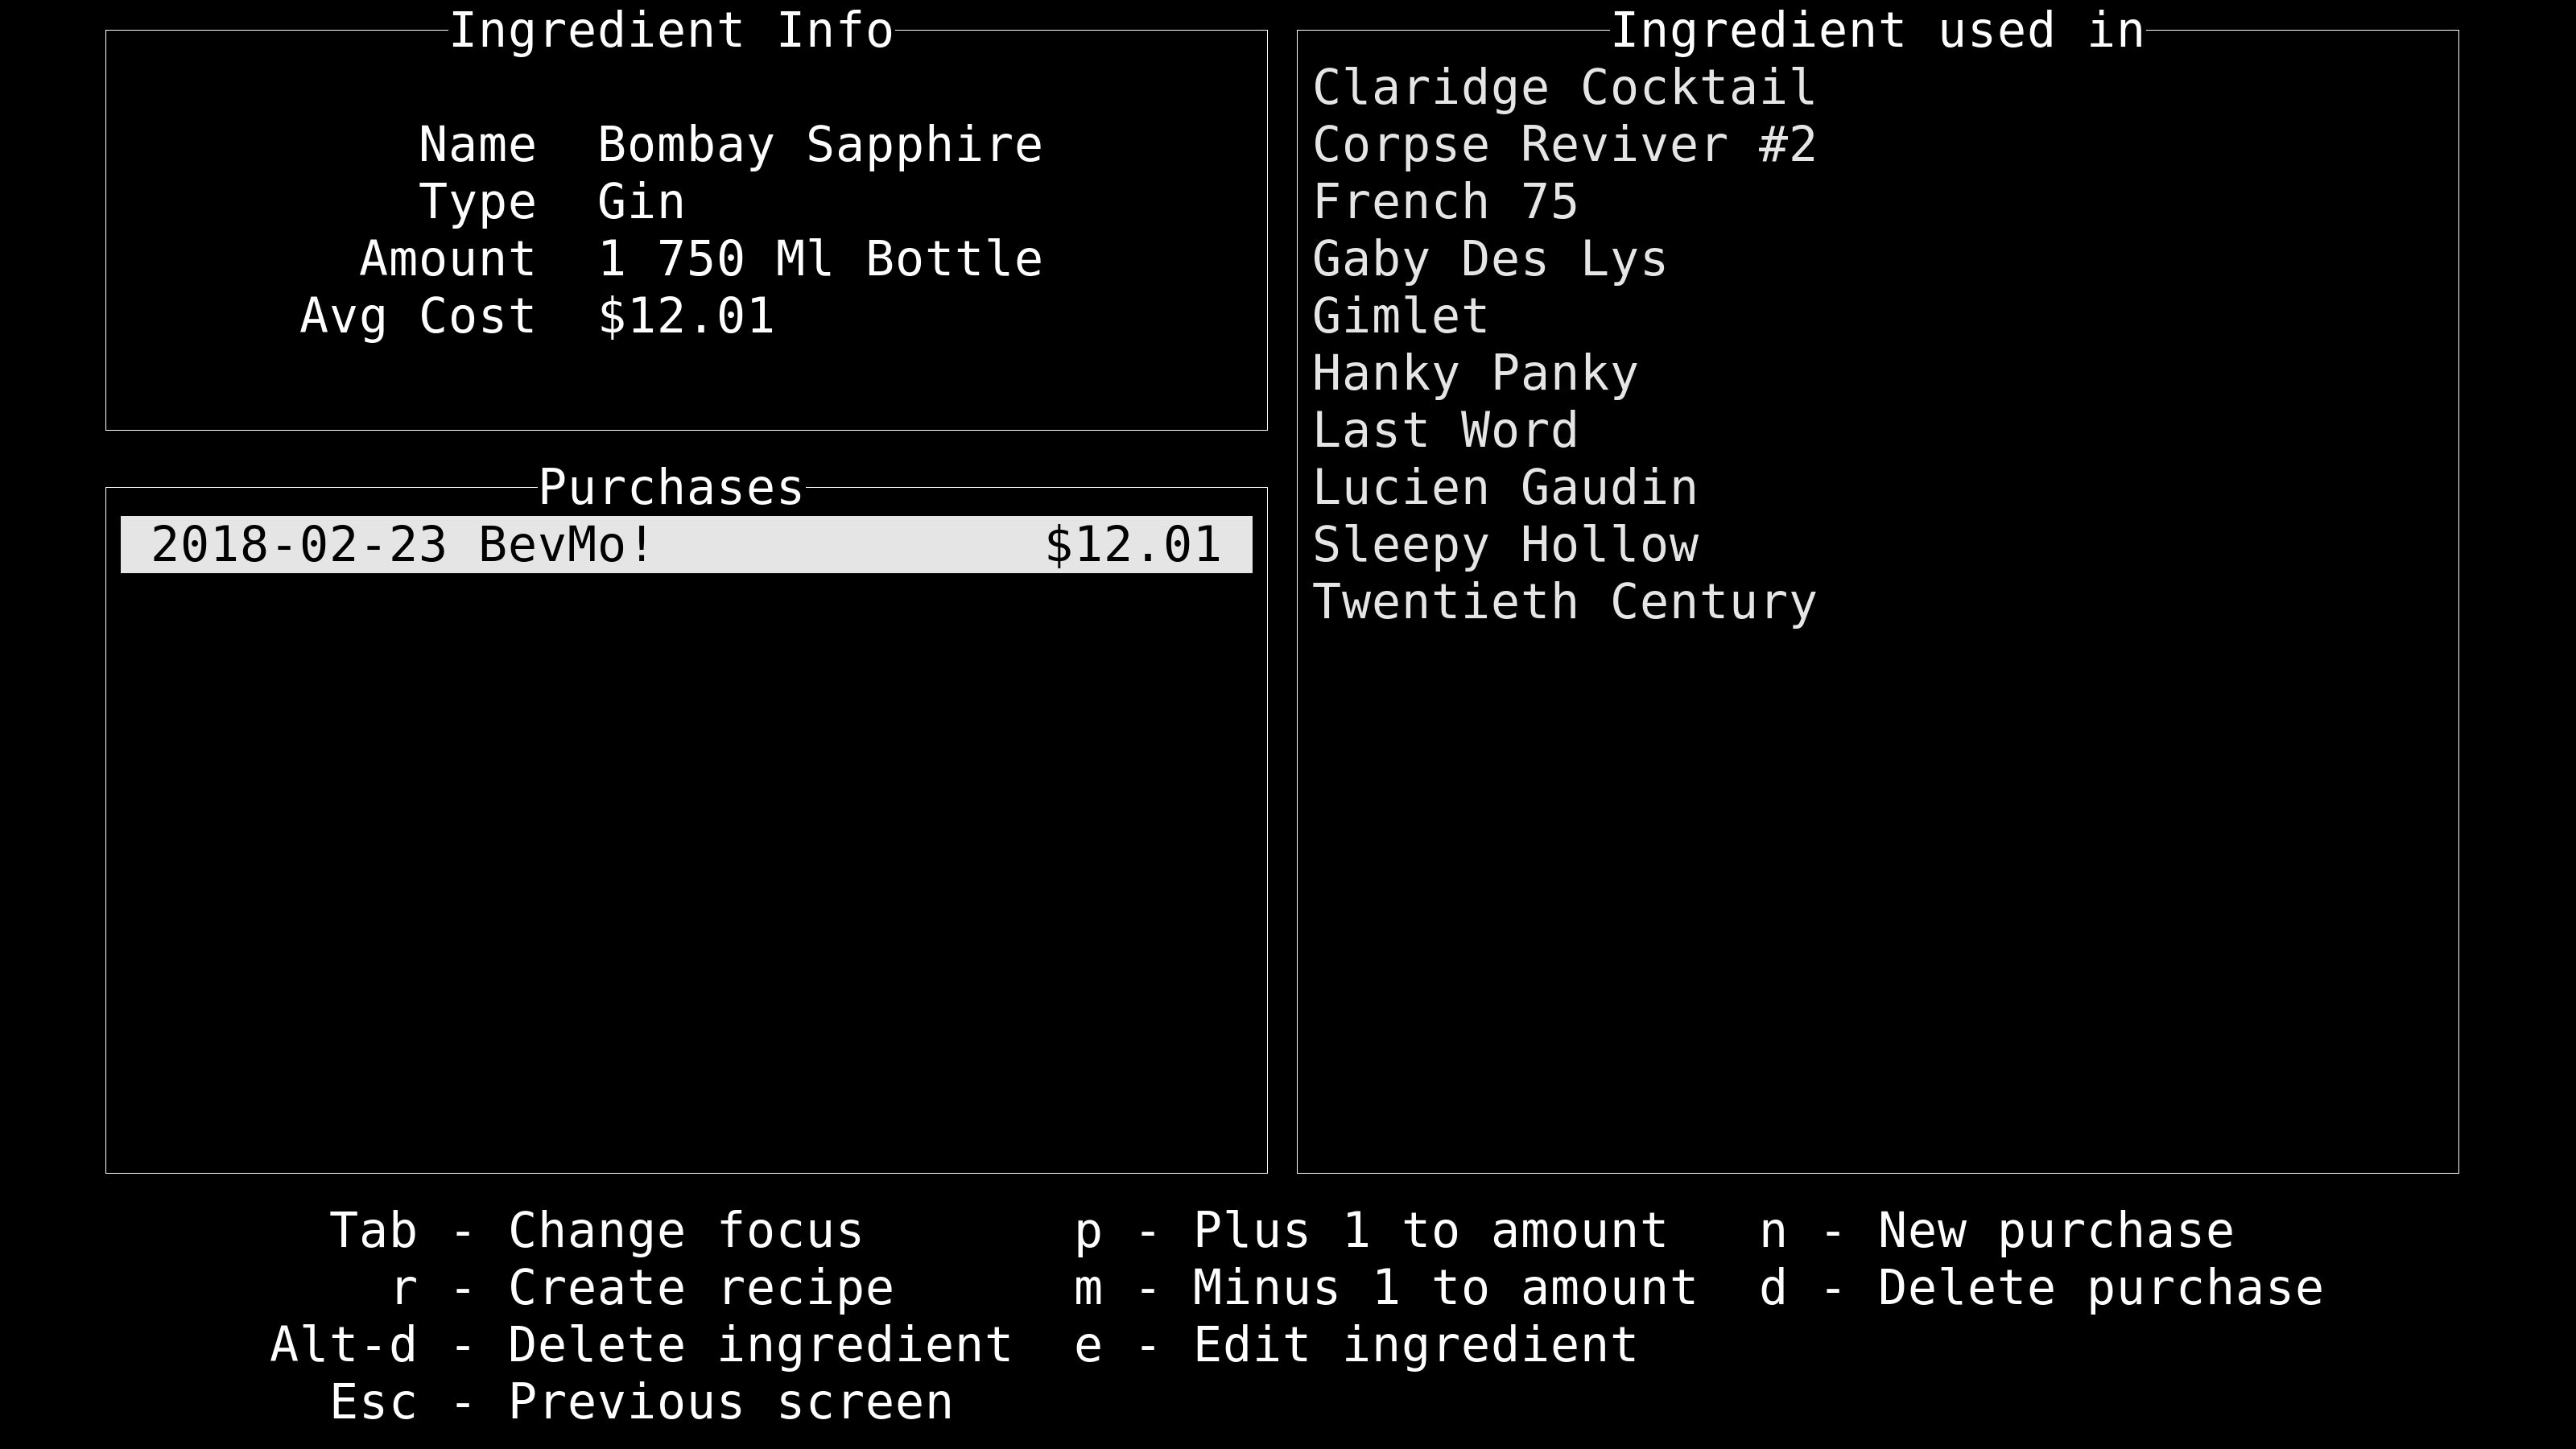 Ingredient Info
Name Bombay Sapphire
Type Gin
Amount 1 750 Ml Bottle
Avg Cost $12.01
Purchases
2018-02-23 BevMo! $12.01
Ingredient used in
Claridge Cocktail
Corpse Reviver #2
French 75
Gaby Des Lys
Gimlet
Hanky Panky
Last Word
Lucien Gaudin
Sleepy Hollow
Twentieth Century
Tab - Change focus p - Plus 1 to amount n - New purchase
r - Create recipe m - Minus 1 to amount d - Delete purchase
Alt-d - Delete ingredient e - Edit ingredient
Esc - Previous screen